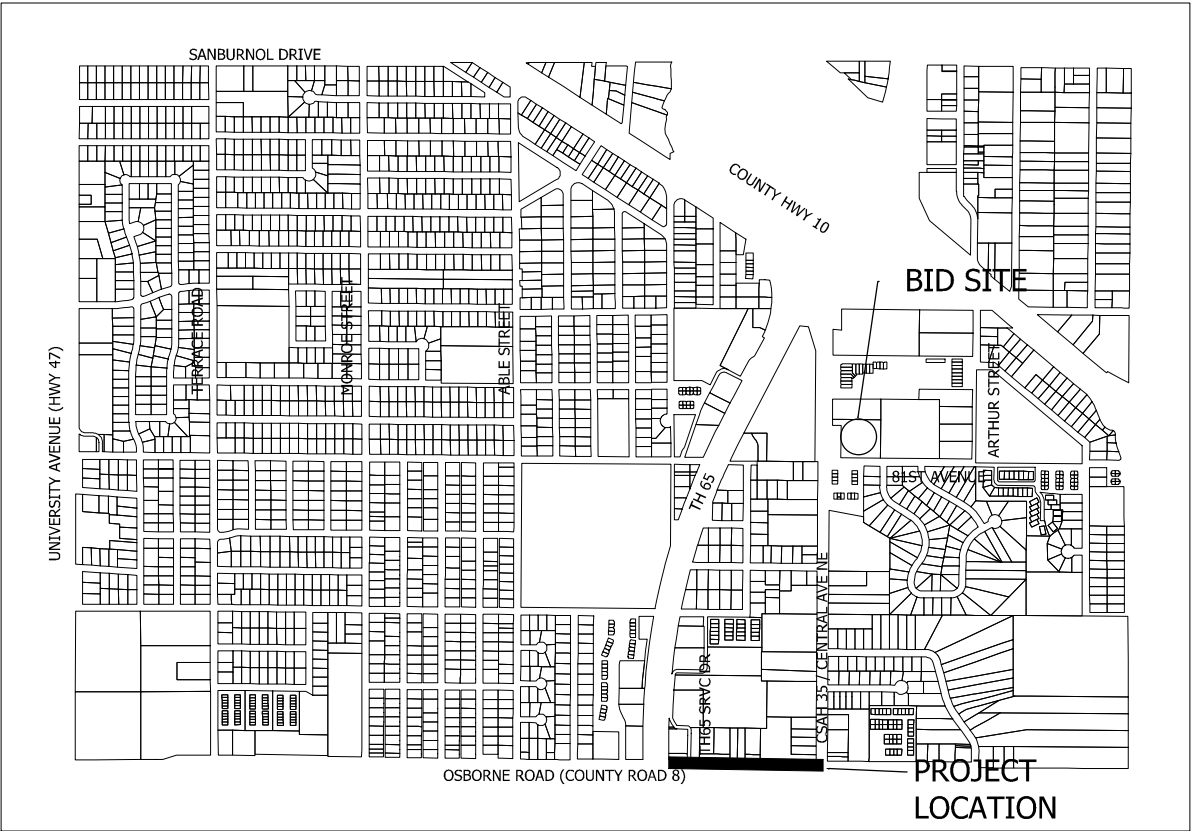 SANBURNOL DRIVE
COUNTY HWY 10
BID SITE
TERRACE ROAD
MONROE STREET
ABLE STREET
UNIVERSITY AVENUE (HWY 47)
ARTHUR STREET
81ST AVENUE
TH 65
CSAH 35 / CENTRAL AVE NE
TH65 SRVC DR
OSBORNE ROAD (COUNTY ROAD 8)
PROJECT
LOCATION